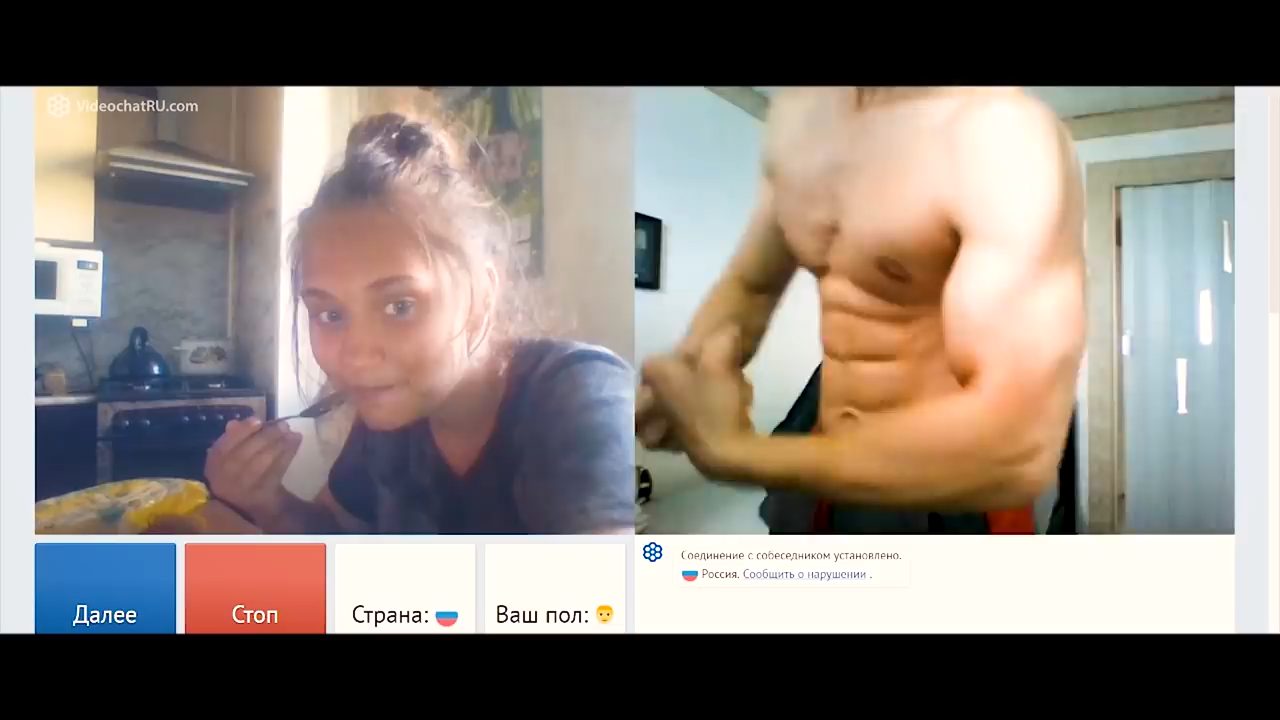 VideochatRU.com
Соединение с собеседником установлено.
Россия. Сообщить о нарушении .
Далее
Стоп
Страна:
Ваш пол: